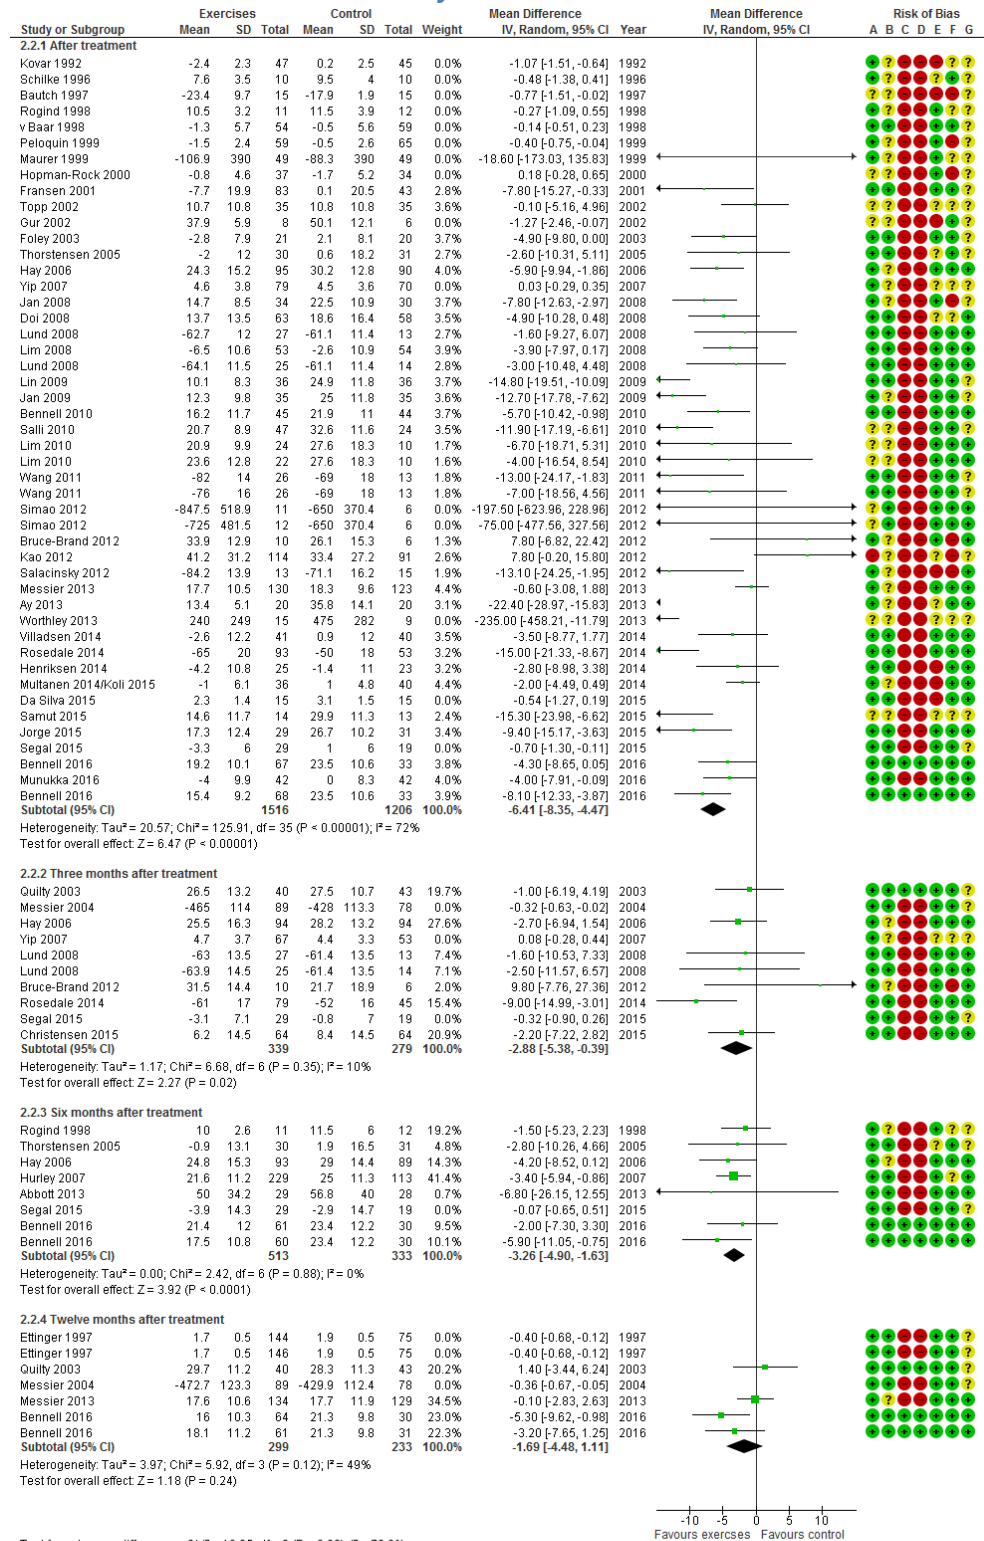 Exercises Control Mean Difference Mean Difference Risk of Bias
Study or Subgroup Mean SD Total Mean SD Total Weight IV, Random, 95% CI Year IV, Random, 95% CI A B C D E F G
2.2.1 After treatment
Kovar 1992 -2.4 2.3 47 0.2 2.5 45 0.0% -1.07 [-1.51, -0.64] 1992 + ? - - - ? ?
Schilke 1996 7.6 3.5 10 9.5 4 10 0.0% -0.48 [-1.38, 0.41] 1996 + ? - - ? + ?
Bautch 1997 -23.4 9.7 15 -17.9 1.9 15 0.0% -0.77 [-1.51, -0.02] 1997 ? ? - - - - ?
Rogind 1998 10.5 3.2 11 11.5 3.9 12 0.0% -0.27 [-1.09, 0.55] 1998 + ? - - + ? ?
v Baar 1998 -1.3 5.7 54 -0.5 5.6 59 0.0% -0.14 [-0.51, 0.23] 1998 + + - - + + ?
Peloquin 1999 -1.5 2.4 59 -0.5 2.6 65 0.0% -0.40 [-0.75, -0.04] 1999 + ? - - + - ?
Maurer 1999 -106.9 390 49 -88.3 390 49 0.0% -18.60 [-173.03, 135.83] 1999 + + - - + + ?
Hopman-Rock 2000 -0.8 4.6 37 -1.7 5.2 34 0.0% 0.18 [-0.28, 0.65] 2000 ? ? - - + - ?
Fransen 2001 -7.7 19.9 83 0.1 20.5 43 2.8% -7.80 [-15.27, -0.33] 2001 + + - - + + ?
Topp 2002 10.7 10.8 35 10.8 10.8 35 0.0% -0.10 [-5.16, 4.96] 2002 ? ? - - ? ? ?
Gur 2002 37.9 5.9 8 50.1 12.1 6 0.0% -1.27 [-2.46, -0.07] 2002 ? ? - - - + ?
Foley 2003 -2.8 7.9 21 2.1 8.1 20 3.7% -4.90 [-9.80, 0.00] 2003 + + - - + + ?
Thorstensen 2005 -2 12 30 0.6 18.2 31 2.7% -2.60 [-10.31, 5.11] 2005 + + - - ? + ?
Hay 2006 24.3 15.2 95 30.2 12.8 90 4.0% -5.90 [-9.94, -1.86] 2006 + ? - - + + +
Yip 2007 4.6 3.8 79 4.5 3.6 70 0.0% 0.03 [-0.29, 0.35] 2007 + + - - ? ? ?
Jan 2008 14.7 8.5 34 22.5 10.9 30 3.7% -7.80 [-12.63, -2.97] 2008 + ? - - + - ?
Doi 2008 13.7 13.5 63 18.6 16.4 58 3.5% -4.90 [-10.28, 0.48] 2008 + + - - ? ? +
Lund 2008 -62.7 12 27 -61.1 11.4 13 2.7% -1.60 [-9.27, 6.07] 2008 + + - - + + +
Lim 2008 -6.5 10.6 53 -2.6 10.9 54 3.9% -3.90 [-7.97, 0.17] 2008 + + - - + + +
Lund 2008 -64.1 11.5 25 -61.1 11.4 14 2.8% -3.00 [-10.48, 4.48] 2008 + + - - + + +
Lin 2009 10.1 8.3 36 24.9 11.8 36 3.7% -14.80 [-19.51, -10.09] 2009 + + - - + + ?
Jan 2009 12.3 9.8 35 25 11.8 35 3.6% -12.70 [-17.78, -7.62] 2009 + + - - + + ?
Bennell 2010 16.2 11.7 45 21.9 11 44 3.7% -5.70 [-10.42, -0.98] 2010 + + - - + + +
Salli 2010 20.7 8.9 47 32.6 11.6 24 3.5% -11.90 [-17.19, -6.61] 2010 + ? - - + + ?
Lim 2010 20.9 9.9 24 27.6 18.3 10 1.7% -6.70 [-18.71, 5.31] 2010 ? ? - - + + +
Lim 2010 23.6 12.8 22 27.6 18.3 10 1.6% -4.00 [-16.54, 8.54] 2010 ? ? - - + + +
Wang 2011 -82 14 26 -69 18 13 1.8% -13.00 [-24.17, -1.83] 2011 + + - - + + ?
Wang 2011 -76 16 26 -69 18 13 1.7% -7.00 [-18.56, 4.56] 2011 + + - - + + ?
Simao 2012 -847.5 518.9 11 -650 370.4 6 0.0% -197.50 [-623.96, 228.96] 2012 ? + - - + + +
Simao 2012 -725 481.5 12 -650 370.4 6 0.0% -75.00 [-477.56, 327.56] 2012 ? + - - + + +
Bruce-Brand 2012 33.9 12.9 10 26.1 15.3 6 1.3% 7.80 [-6.82, 22.42] 2012 + ? - - + - +
Kao 2012 41.2 31.2 114 33.4 27.2 91 2.6% 7.80 [-0.20, 15.80] 2012 - ? - - ? - ?
Salacinsky 2012 -84.2 13.9 13 -71.1 16.2 15 1.9% -13.10 [-24.25, -1.95] 2012 + ? - - - - +
Messier 2013 17.7 10.5 130 18.3 9.6 123 4.4% -0.60 [-3.08, 1.88] 2013 + ? - - + + +
Ay 2013 13.4 5.1 20 35.8 14.1 20 3.1% -22.40 [-28.97, -15.83] 2013 + + - - ? + +
Worthley 2013 240 249 15 475 282 9 0.0% -235.00 [-458.21, -11.79] 2013 ? ? - - + + ?
Villadsen 2014 -2.6 12.2 41 0.9 12 40 3.5% -3.50 [-8.77, 1.77] 2014 + + - - + + +
Rosedale 2014 -65 20 93 -50 18 53 3.2% -15.00 [-21.33, -8.67] 2014 + + - - + + +
Henriksen 2014 -4.2 10.8 25 -1.4 11 23 3.2% -2.80 [-8.98, 3.38] 2014 + + - - - + +
Multanen 2014/Koli 2015 -1 6.1 36 1 4.8 40 4.4% -2.00 [-4.49, 0.49] 2014 + ? - - + + +
Da Silva 2015 2.3 1.4 15 3.1 1.5 15 0.0% -0.54 [-1.27, 0.19] 2015 + + - - - + +
Samut 2015 14.6 11.7 14 29.9 11.3 13 2.4% -15.30 [-23.98, -6.62] 2015 ? ? - - ? ? ?
Jorge 2015 17.3 12.4 29 26.7 10.2 31 3.4% -9.40 [-15.17, -3.63] 2015 + + - - + + +
Segal 2015 -3.3 6 29 1 6 19 0.0% -0.70 [-1.30, -0.11] 2015 + + - - + + ?
Bennell 2016 19.2 10.1 67 23.5 10.6 33 3.9% -4.30 [-8.65, 0.05] 2016 + + + + + + +
Munukka 2016 -4 9.9 42 0 8.3 42 4.0% -4.00 [-7.91, -0.09] 2016 + + - - + + +
Bennell 2016 15.4 9.2 68 23.5 10.6 33 3.9% -8.10 [-12.33, -3.87] 2016 + + + + + + +
Subtotal (95% CI) 1516 1206 100.0% -6.41 [-8.35, -4.47]
Heterogeneity: Tau² = 20.57; Chi² = 125.91, df = 35 (P < 0.00001); I² = 72%
Test for overall effect: Z = 6.47 (P < 0.00001)
2.2.2 Three months after treatment
Quilty 2003 26.5 13.2 40 27.5 10.7 43 19.7% -1.00 [-6.19, 4.19] 2003 + + + + + + ?
Messier 2004 -465 114 89 -428 113.3 78 0.0% -0.32 [-0.63, -0.02] 2004 + + - - + + ?
Hay 2006 25.5 16.3 94 28.2 13.2 94 27.6% -2.70 [-6.94, 1.54] 2006 + ? - - + + +
Yip 2007 4.7 3.7 67 4.4 3.3 53 0.0% 0.08 [-0.28, 0.44] 2007 + + - - ? ? ?
Lund 2008 -63 13.5 27 -61.4 13.5 13 7.4% -1.60 [-10.53, 7.33] 2008 + + - - + + +
Lund 2008 -63.9 14.5 25 -61.4 13.5 14 7.1% -2.50 [-11.57, 6.57] 2008 + + - - + + +
Bruce-Brand 2012 31.5 14.4 10 21.7 18.9 6 2.0% 9.80 [-7.76, 27.36] 2012 + ? - - + - +
Rosedale 2014 -61 17 79 -52 16 45 15.4% -9.00 [-14.99, -3.01] 2014 + + - - + + +
Segal 2015 -3.1 7.1 29 -0.8 7 19 0.0% -0.32 [-0.90, 0.26] 2015 + + - - + + ?
Christensen 2015 6.2 14.5 64 8.4 14.5 64 20.9% -2.20 [-7.22, 2.82] 2015 + + - - + + +
Subtotal (95% CI) 339 279 100.0% -2.88 [-5.38, -0.39]
Heterogeneity: Tau² = 1.17; Chi² = 6.68, df = 6 (P = 0.35); I² = 10%
Test for overall effect: Z = 2.27 (P = 0.02)
2.2.3 Six months after treatment
Rogind 1998 10 2.6 11 11.5 6 12 19.2% -1.50 [-5.23, 2.23] 1998 + ? - - + ? ?
Thorstensen 2005 -0.9 13.1 30 1.9 16.5 31 4.8% -2.80 [-10.26, 4.66] 2005 + + - - ? + ?
Hay 2006 24.8 15.3 93 29 14.4 89 14.3% -4.20 [-8.52, 0.12] 2006 + ? - - + + +
Hurley 2007 21.6 11.2 229 25 11.3 113 41.4% -3.40 [-5.94, -0.86] 2007 + + - - + ? +
Abbott 2013 50 34.2 29 56.8 40 28 0.7% -6.80 [-26.15, 12.55] 2013 + + - - + + +
Segal 2015 -3.9 14.3 29 -2.9 14.7 19 0.0% -0.07 [-0.65, 0.51] 2015 + + - - + + ?
Bennell 2016 21.4 12 61 23.4 12.2 30 9.5% -2.00 [-7.30, 3.30] 2016 + + + + + + +
Bennell 2016 17.5 10.8 60 23.4 12.2 30 10.1% -5.90 [-11.05, -0.75] 2016 + + + + + + +
Subtotal (95% CI) 513 333 100.0% -3.26 [-4.90, -1.63]
Heterogeneity: Tau² = 0.00; Chi² = 2.42, df = 6 (P = 0.88); I² = 0%
Test for overall effect: Z = 3.92 (P < 0.0001)
2.2.4 Twelve months after treatment
Ettinger 1997 1.7 0.5 144 1.9 0.5 75 0.0% -0.40 [-0.68, -0.12] 1997 + + - - + + ?
Ettinger 1997 1.7 0.5 146 1.9 0.5 75 0.0% -0.40 [-0.68, -0.12] 1997 + + - - + + ?
Quilty 2003 29.7 11.2 40 28.3 11.3 43 20.2% 1.40 [-3.44, 6.24] 2003 + + + + + + ?
Messier 2004 -472.7 123.3 89 -429.9 112.4 78 0.0% -0.36 [-0.67, -0.05] 2004 + + - - + + ?
Messier 2013 17.6 10.6 134 17.7 11.9 129 34.5% -0.10 [-2.83, 2.63] 2013 + ? - - + + +
Bennell 2016 16 10.3 64 21.3 9.8 30 23.0% -5.30 [-9.62, -0.98] 2016 + + + + + + +
Bennell 2016 18.1 11.2 61 21.3 9.8 31 22.3% -3.20 [-7.65, 1.25] 2016 + + + + + + +
Subtotal (95% CI) 299 233 100.0% -1.69 [-4.48, 1.11]
Heterogeneity: Tau² = 3.97; Chi² = 5.92, df = 3 (P = 0.12); I² = 49%
Test for overall effect: Z = 1.18 (P = 0.24)
-10 -5 0 5 10
Favours exercses Favours control